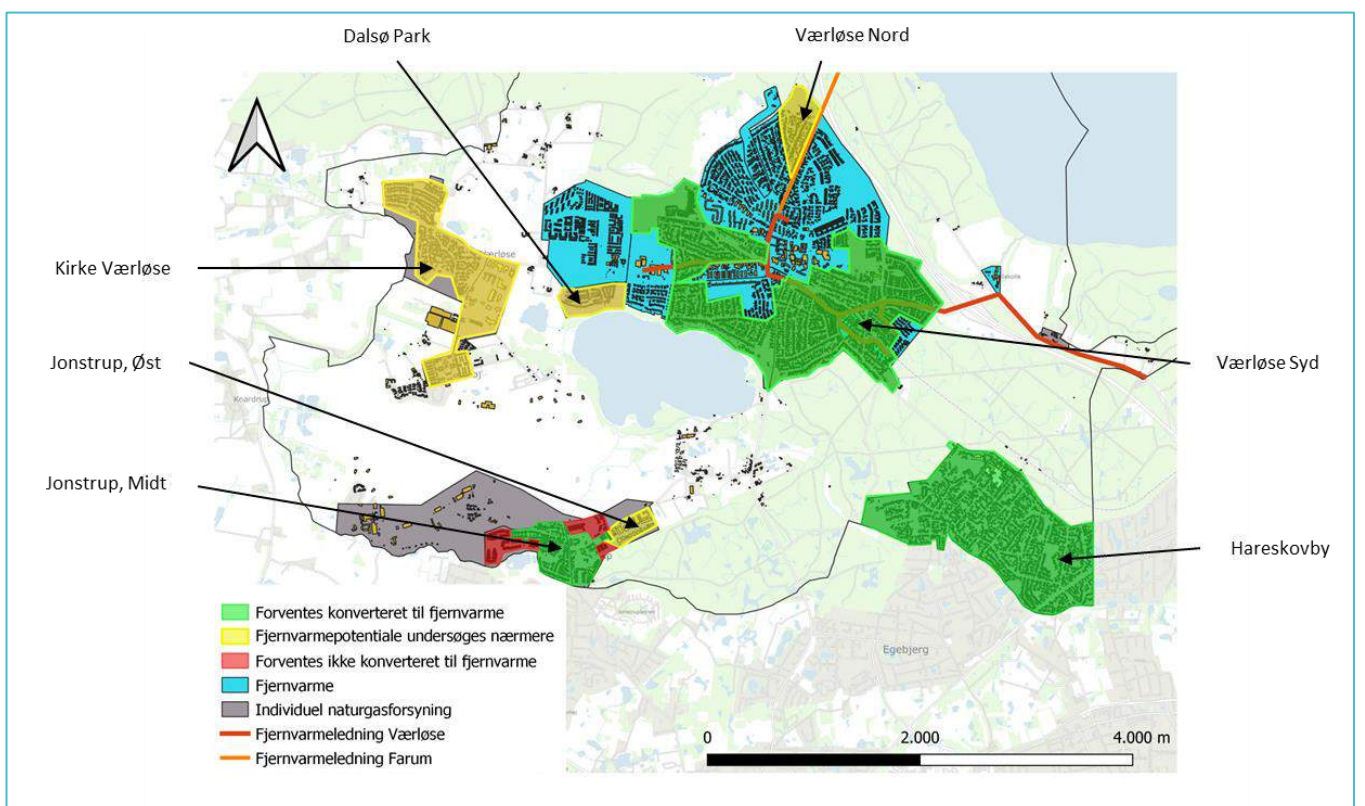 Dalsø Park
Værløse Nord
Kirke Værløse
Jonstrup, Øst
Værløse Syd
Jonstrup, Midt
Hareskovby
Egebjerg
Forventes konverteret til fjernvarme
Fjernvarmepotentiale undersøges nærmere
Forventes ikke konverteret til fjernvarme
Fjernvarme
Individuel naturgasforsyning
Fjernvarmeledning Værløse
Fjernvarmeledning Farum
0 2.000 4.000 m